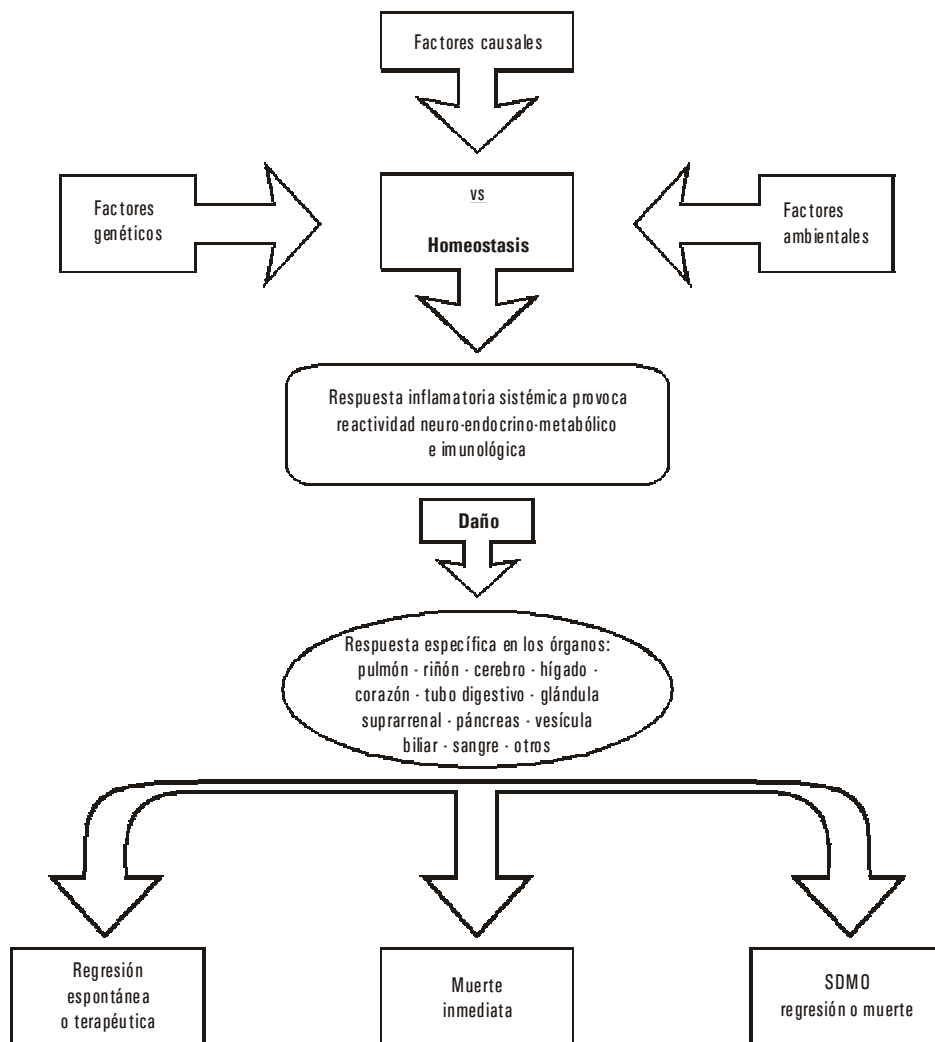 Factores causales
Factores
genéticos
vs
Homeostasis
Factores
ambientales
Respuesta inflamatoria sistémica provoca
reactividad neuro-endocrino-metabólico
e imunológica
Daño
Respuesta específica en los órganos:
pulmón - riñón - cerebro - hígado -
corazón - tubo digestivo - glándula
suprarrenal - páncreas - vesícula
biliar - sangre - otros
Regresión
espontánea
o terapéutica
Muerte
inmediata
SDMO
regresión o muerte